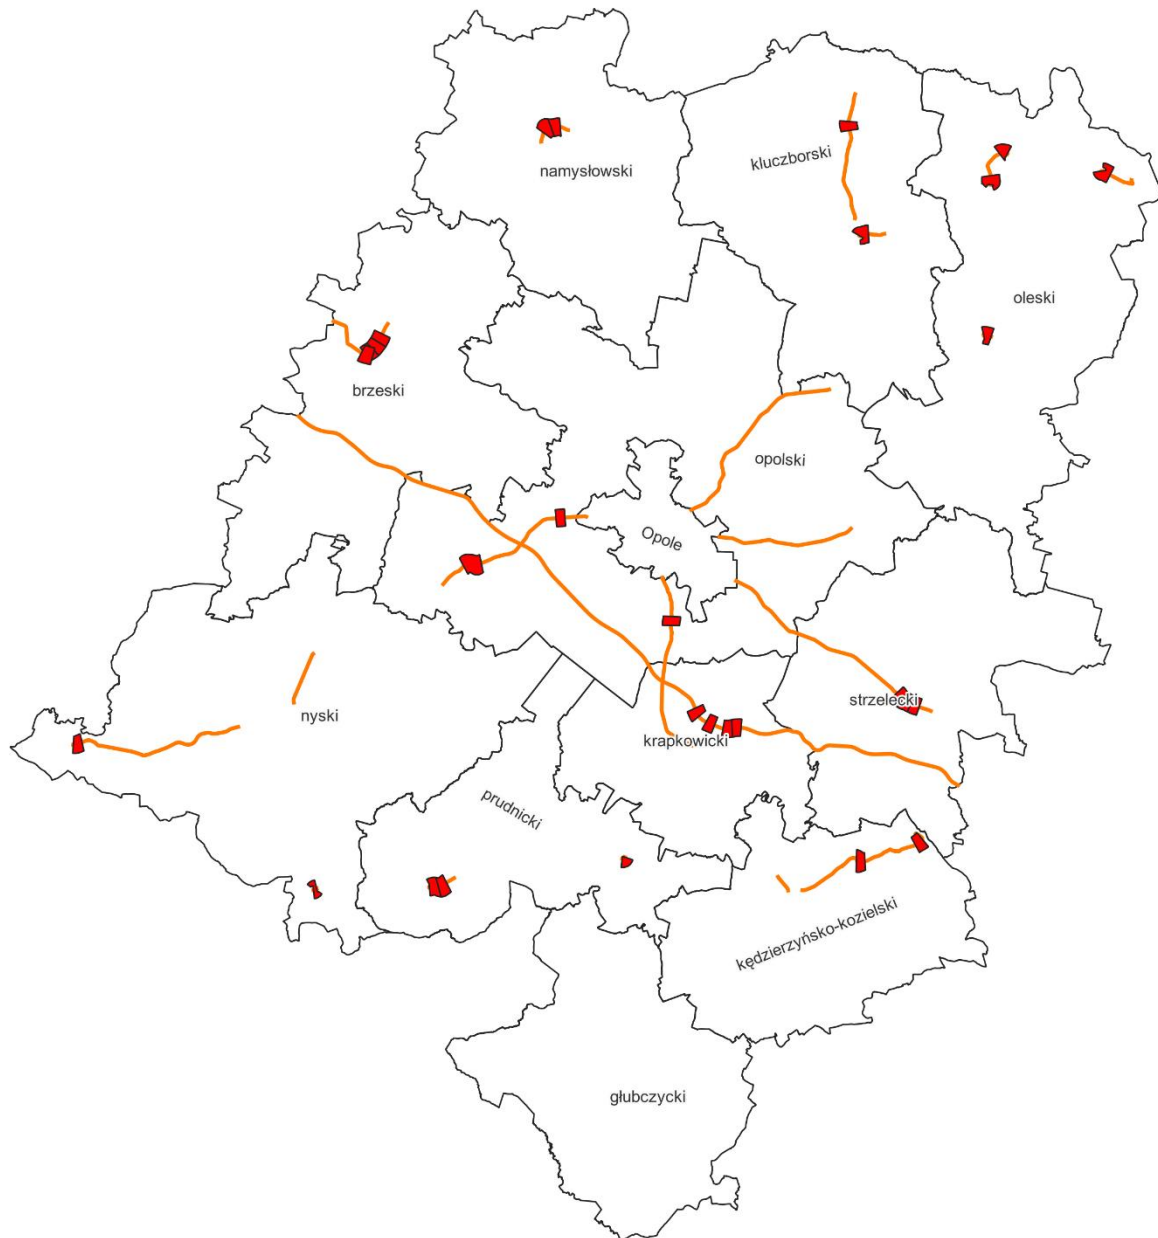 namysłowski
kluczborski
oleski
brzeski
opolski
Opole
strzelecki
nyski
krapkowicki
prudnicki
kędzierzyńsko-kozielski
głubczycki